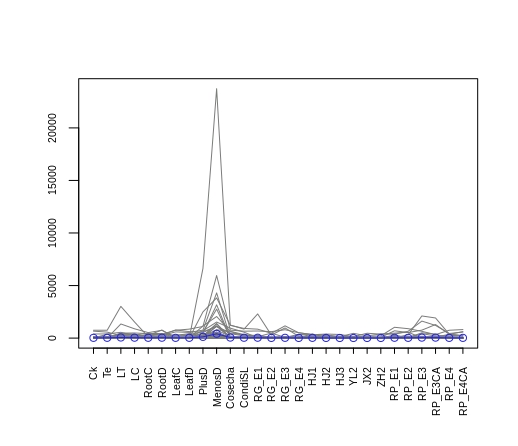 20000
15000
10000
5000
0
Ck
Te
LT
LC
RootC
RootD
LeafC
LeafD
PlusD
MenosD
Cosecha
CondiSL
RG_E1
RG_E2
RG_E3
RG_E4
HJ1
HJ2
HJ3
YL2
JX2
ZH2
RP_E1
RP_E2
RP_E3
RP_E3CA
RP_E4
RP_E4CA